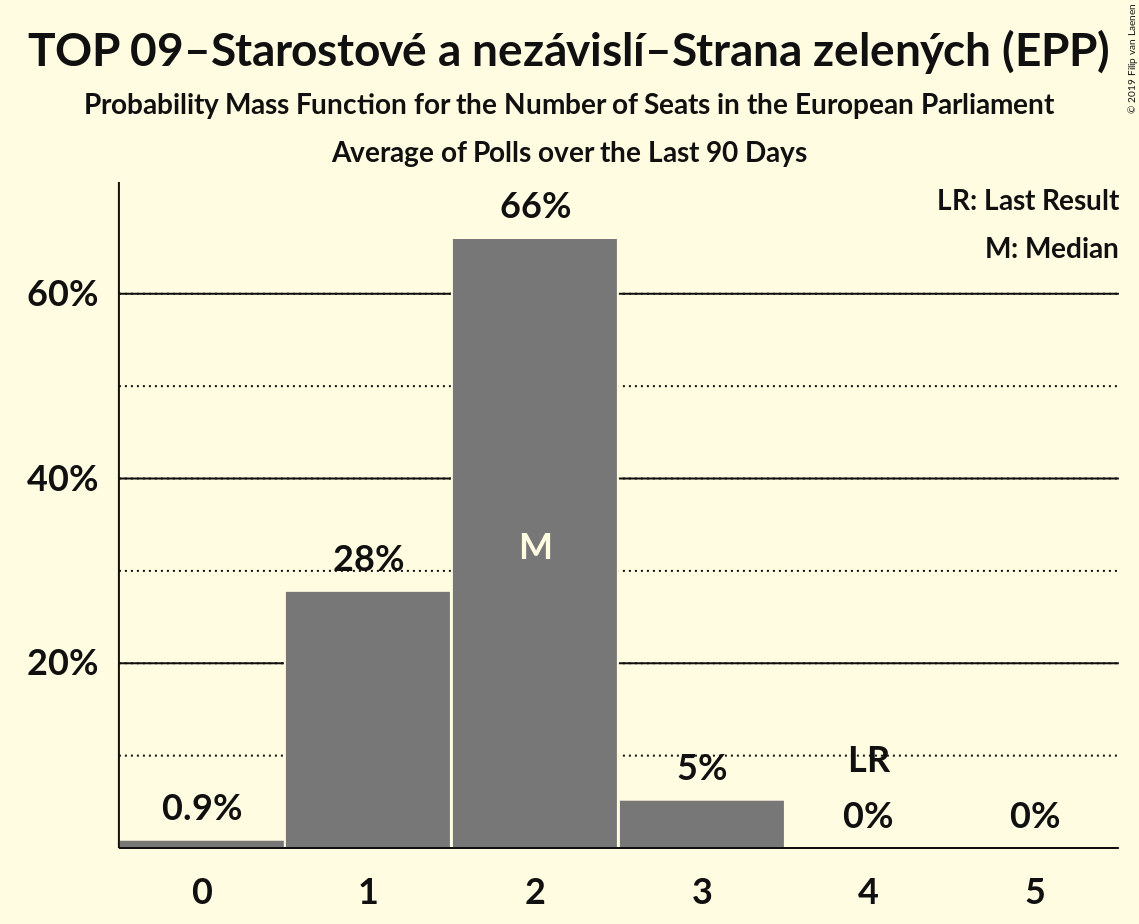 TOP 09–Starostové a nezávislí–Strana zelených (EPP)
Probability Mass Function for the Number of Seats in the European Parliament
Average of Polls over the Last 90 Days
© 2019 Filip van Laenen
LR: Last Result
M: Median
66%
60%
40%
M
28%
20%
LR
5%
0.9%
0%
0%
0 1 2 3 4 5